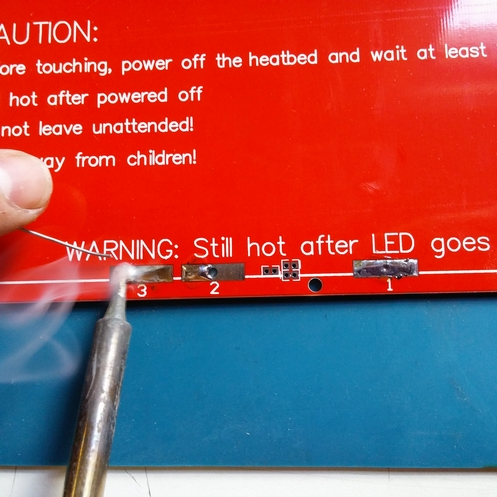 AUTION:
ore touching, power off the heatbed and wait at least
hot after powered off
not leave unattended!
way from children!
WARNING: Still hot after LED goes
3 2 1